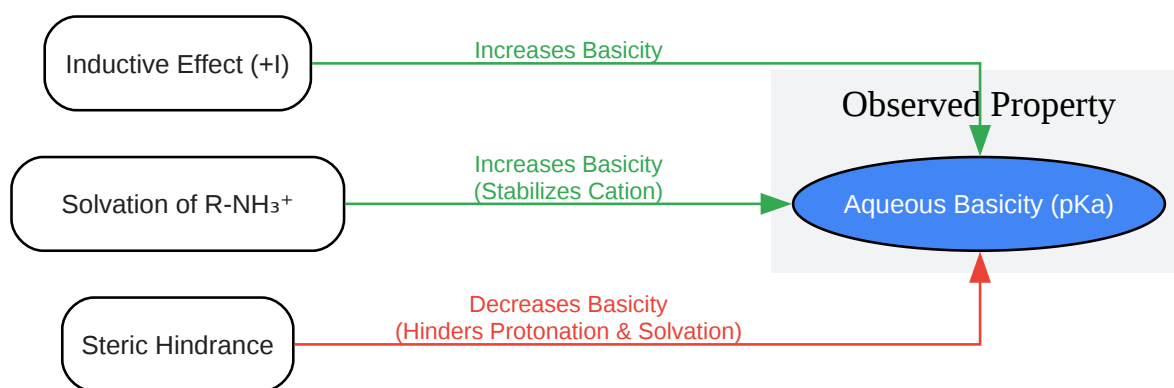 Inductive Effect (+I)
Increases Basicity
Observed Property
Solvation of R-NH₃⁺
Increases Basicity
(Stabilizes Cation)
Aqueous Basicity (pKa)
Steric Hindrance
Decreases Basicity
(Hinders Protonation & Solvation)